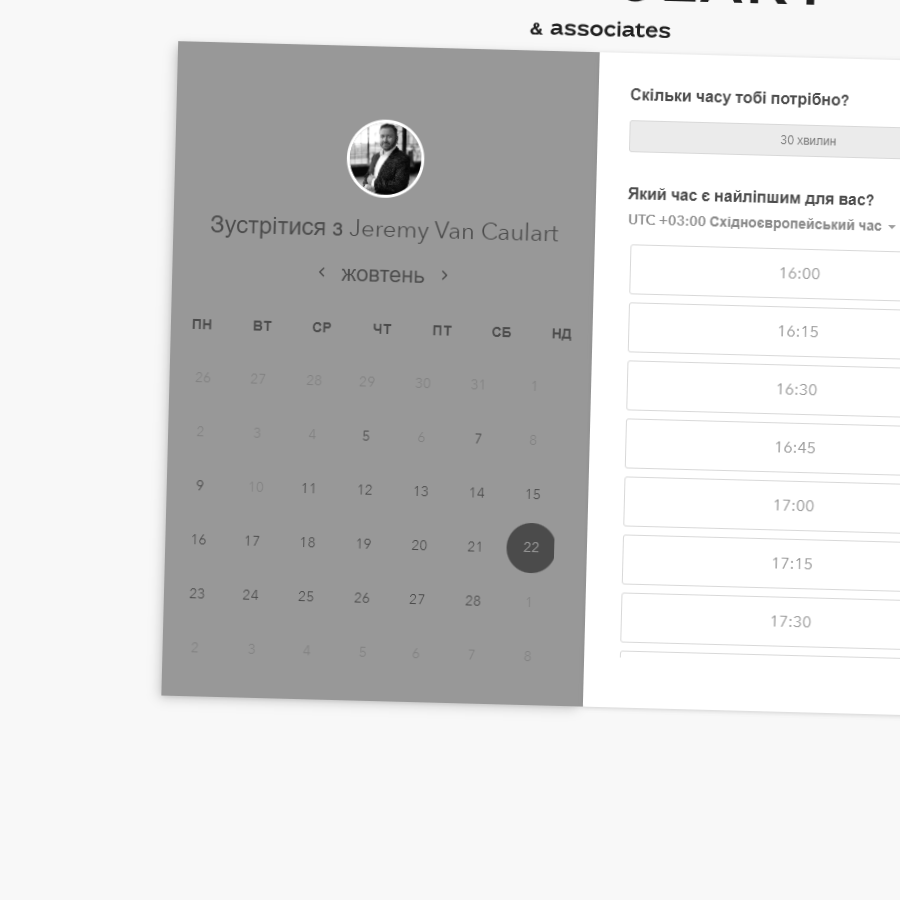 & associates
Зустрітися з Jeremy Van Caulart
жовтень
ПН ВТ СР ЧТ ПТ СБ НД
26 27 28 29 30 31 1
2 3 4 5 6 7 8
9 10 11 12 13 14 15
16 17 18 19 20 21 22
23 24 25 26 27 28 1
2 3 4 5 6 7 8
Скільки часу тобі потрібно?
30 хвилин
Який час є найліпшим для вас?
UTC +03:00 Східноєвропейський час
16:00
16:15
16:30
16:45
17:00
17:15
17:30